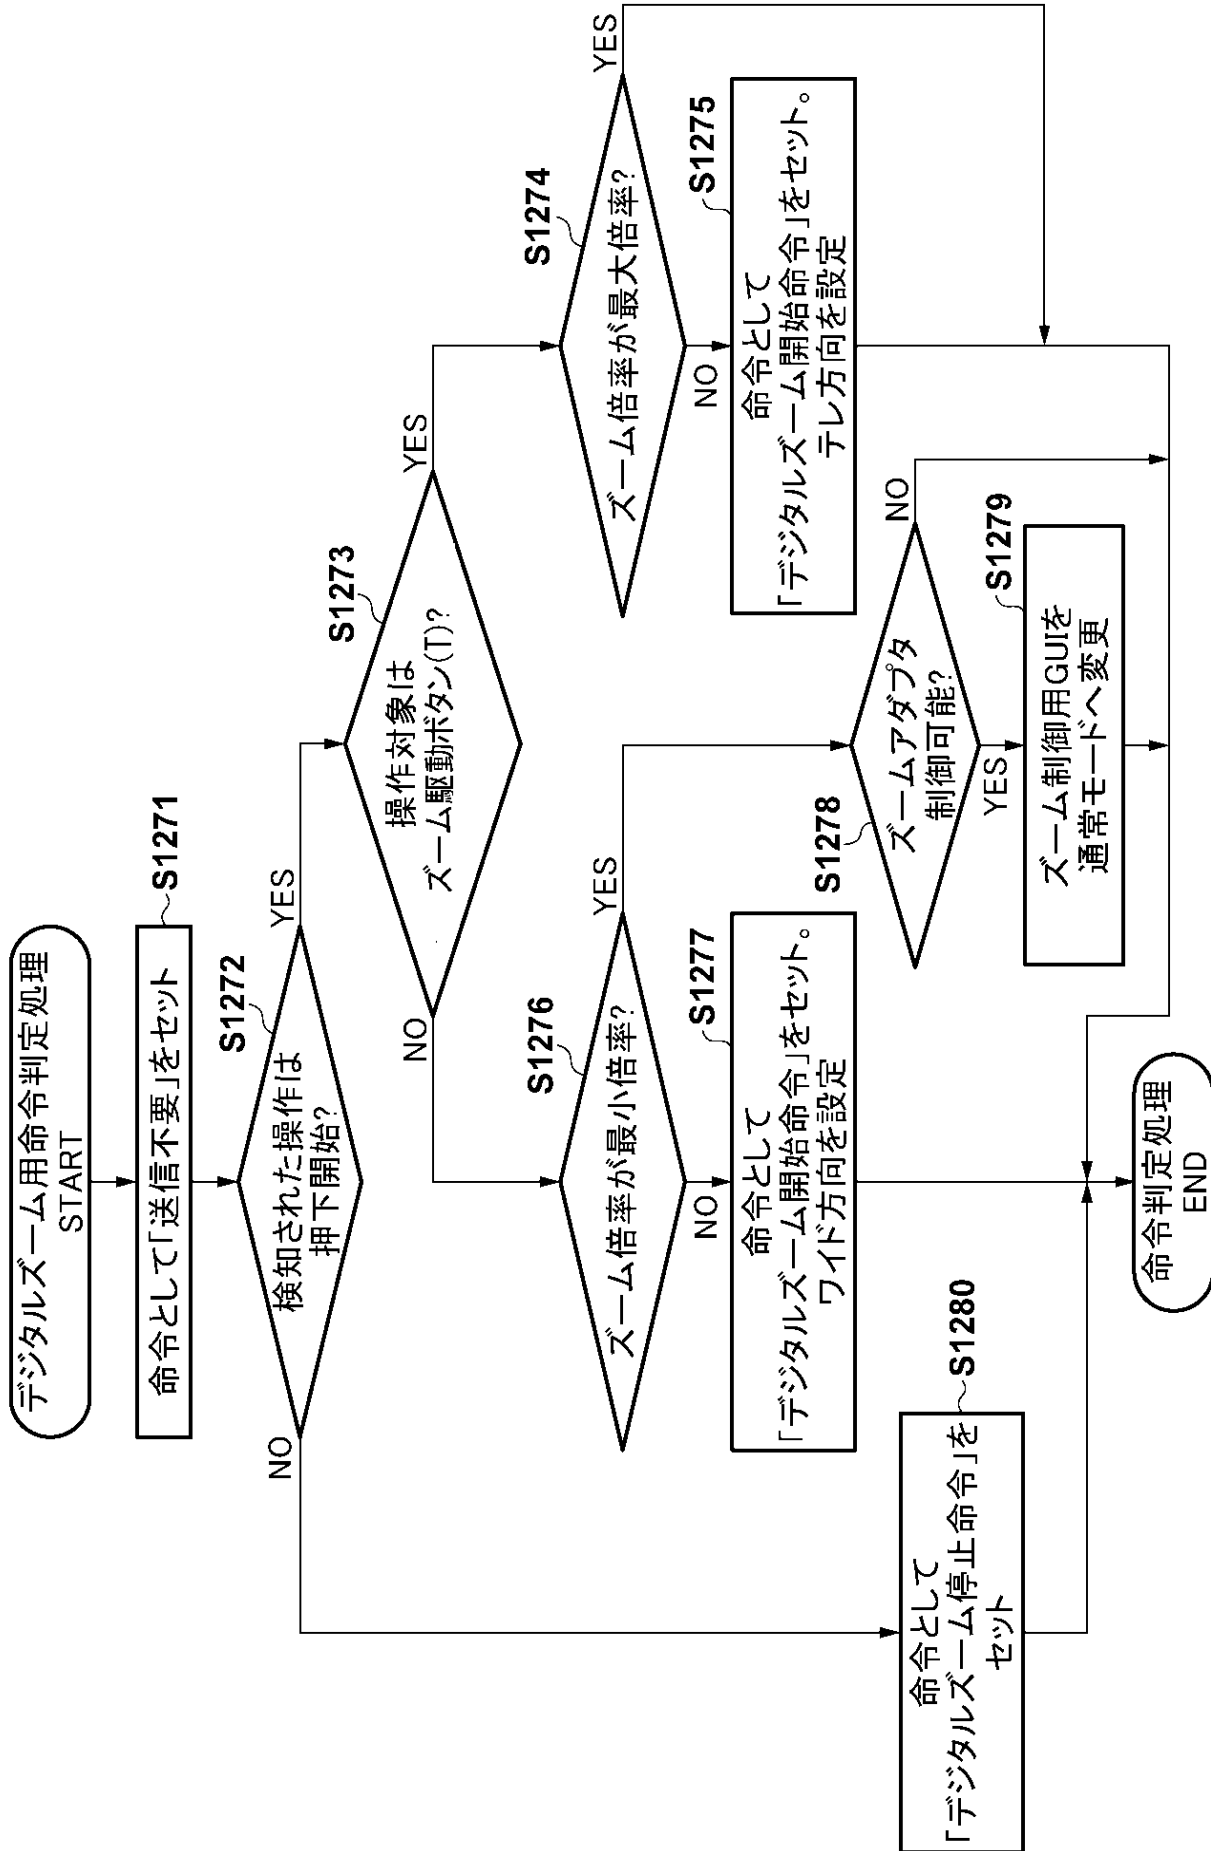 デジタルズーム用命令判定処理
START
S1271
命令として「送信不要」をセット
S1272
検知された操作は
押下開始?
YES
NO
S1273
操作対象は
ズーム駆動ボタン(T)?
YES
NO
S1274
ズーム倍率が最大倍率?
YES
NO
S1275
命令として
「デジタルズーム開始命令」をセット。
テレ方向を設定
S1276
ズーム倍率が最小倍率?
YES
NO
S1277
命令として
「デジタルズーム開始命令」をセット。
ワイド方向を設定
S1278
ズームアダプタ
制御可能?
NO
YES
S1279
ズーム制御用GUIを
通常モードへ変更
S1280
命令として
「デジタルズーム停止命令」を
セット
命令判定処理
END